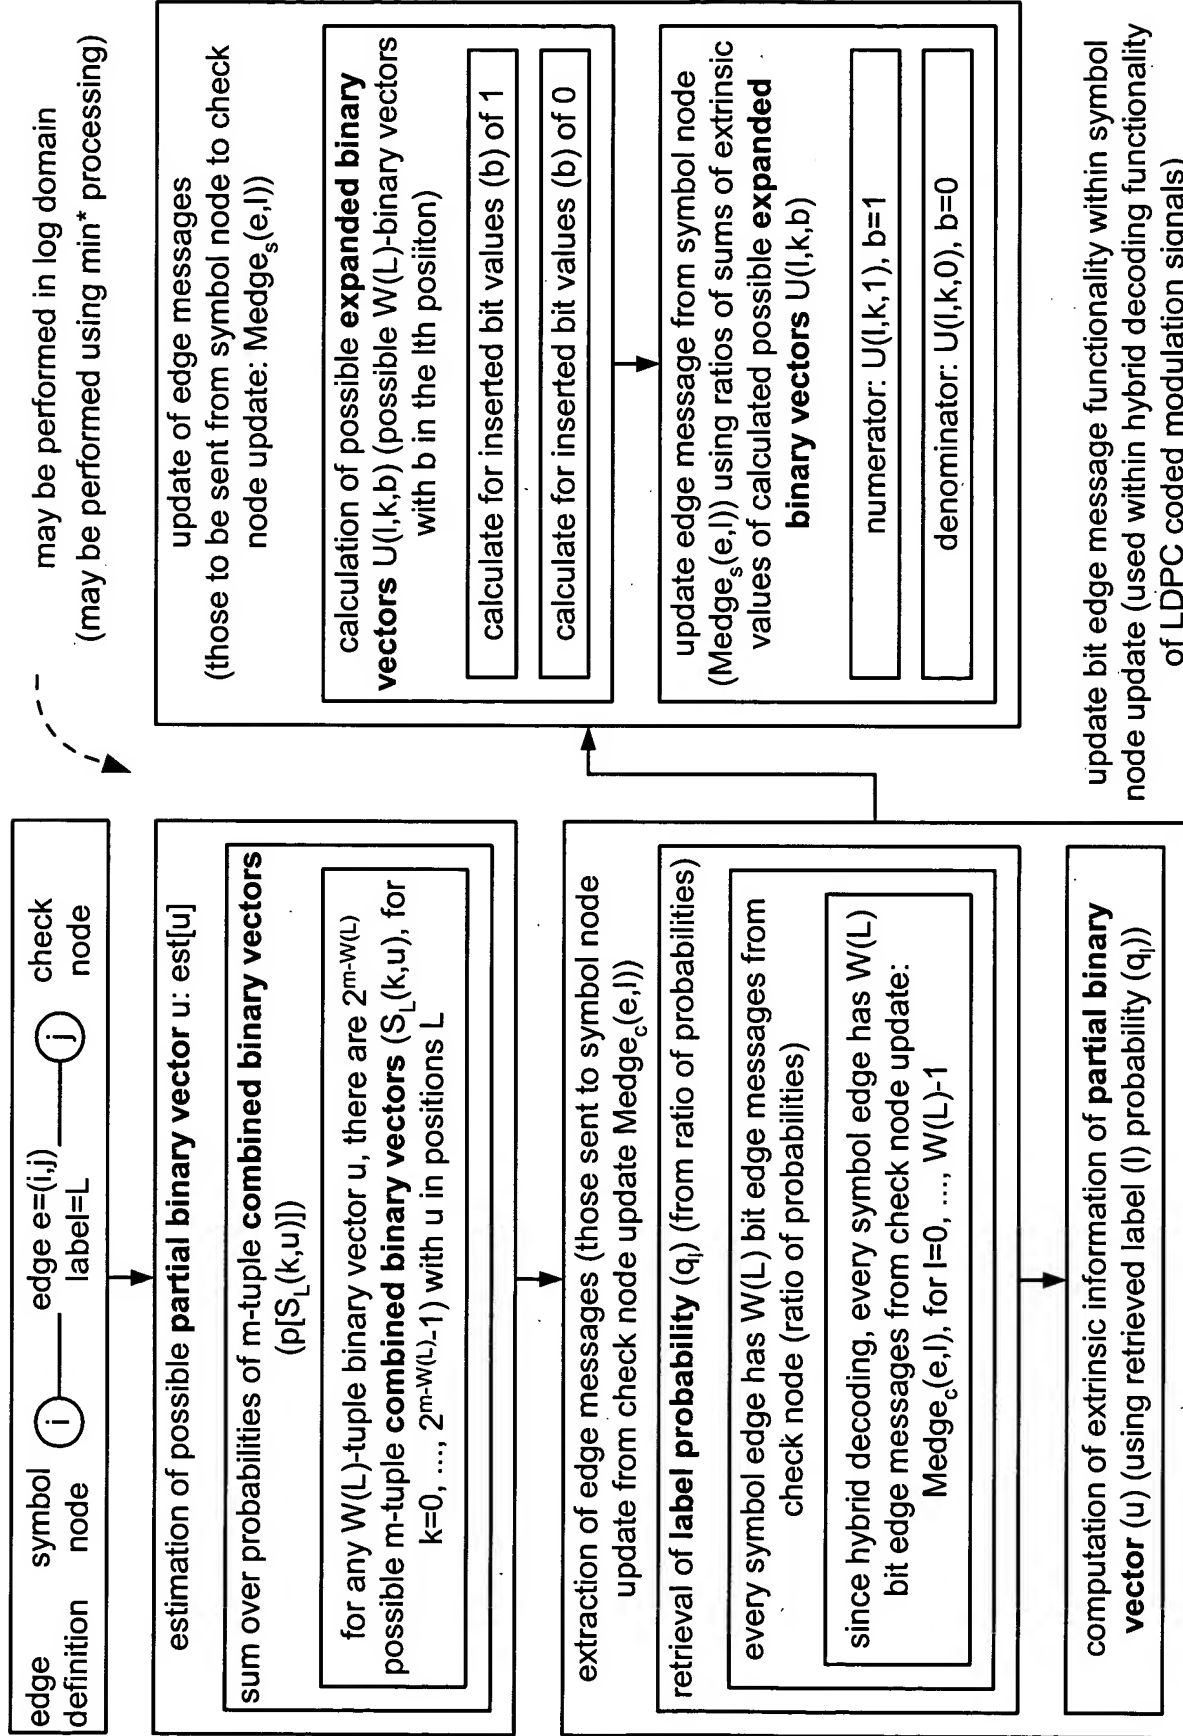 edge definition
symbol node
i
edge e=(i,j)
label=L
j
check node
estimation of possible partial binary vector u: est[u]
sum over probabilities of m-tuple combined binary vectors
(p[S_L(k,u)])
for any W(L)-tuple binary vector u, there are 2^{m-W(L)}
possible m-tuple combined binary vectors (S_L(k,u), for
k=0, ..., 2^{m-W(L)}-1) with u in positions L
extraction of edge messages (those sent to symbol node
update from check node update Medge_c(e,l))
retrieval of label probability (q_l) (from ratio of probabilities)
every symbol edge has W(L) bit edge messages from
check node (ratio of probabilities)
since hybrid decoding, every symbol edge has W(L)
bit edge messages from check node update:
Medge_c(e,l), for l=0, ..., W(L)-1
computation of extrinsic information of partial binary
vector (u) (using retrieved label (l) probability (q_l))
may be performed in log domain
(may be performed using min* processing)
update of edge messages
(those to be sent from symbol node to check
node update: Medge_s(e,l))
calculation of possible expanded binary
vectors U(l,k,b) (possible W(L)-binary vectors
with b in the lth posiiton)
calculate for inserted bit values (b) of 1
calculate for inserted bit values (b) of 0
update edge message from symbol node
(Medge_s(e,l)) using ratios of sums of extrinsic
values of calculated possible expanded
binary vectors U(l,k,b)
numerator: U(l,k,1), b=1
denominator: U(l,k,0), b=0
update bit edge message functionality within symbol
node update (used within hybrid decoding functionality
of LDPC coded modulation signals)